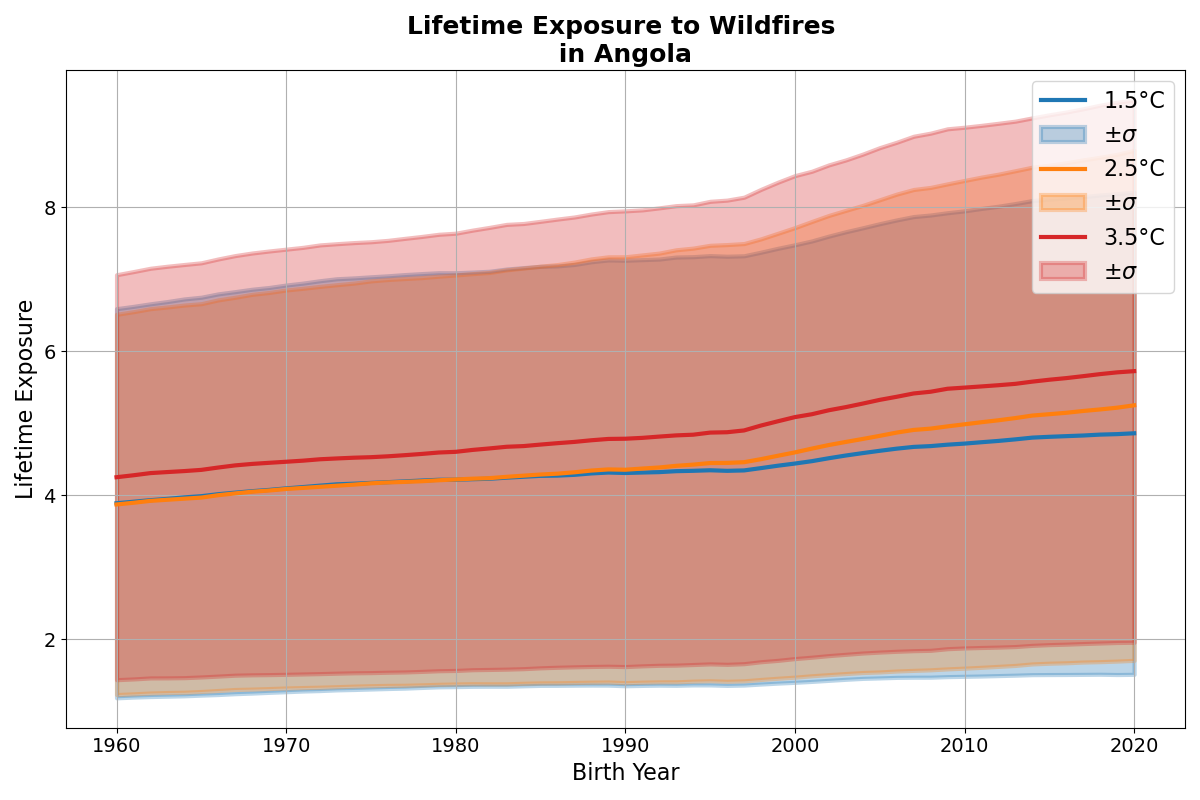 Lifetime Exposure to Wildfires
in Angola
1.5°C
±σ
2.5°C
±σ
3.5°C
±σ
Lifetime Exposure
8
6
4
2
1960 1970 1980 1990 2000 2010 2020
Birth Year